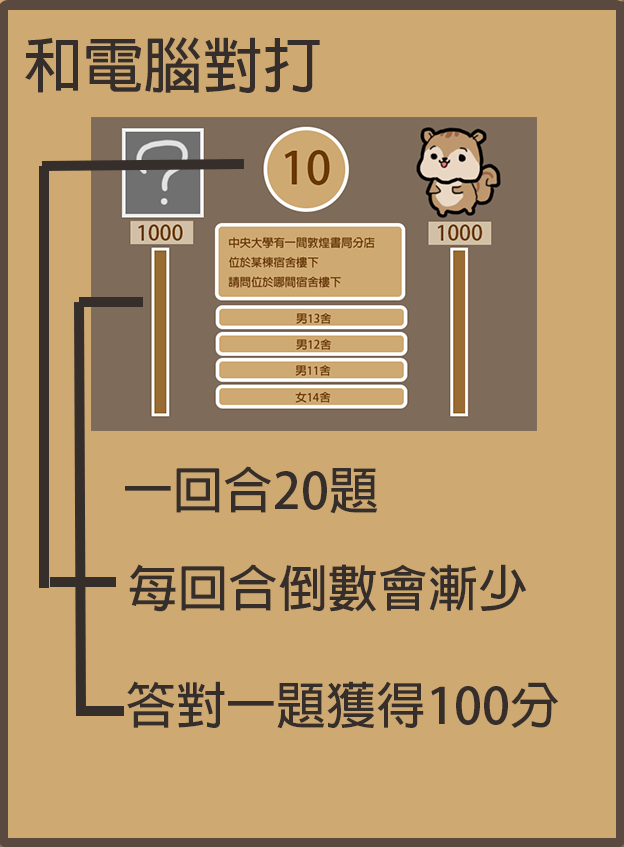 和電腦對打
?
10
1000
1000
中央大學有一間敦煌書局分店
位於某棟宿舍樓下
請問位於哪間宿舍樓下
男13舍
男12舍
男11舍
女14舍
一回合20題
每回合倒數會漸少
答對一題獲得100分